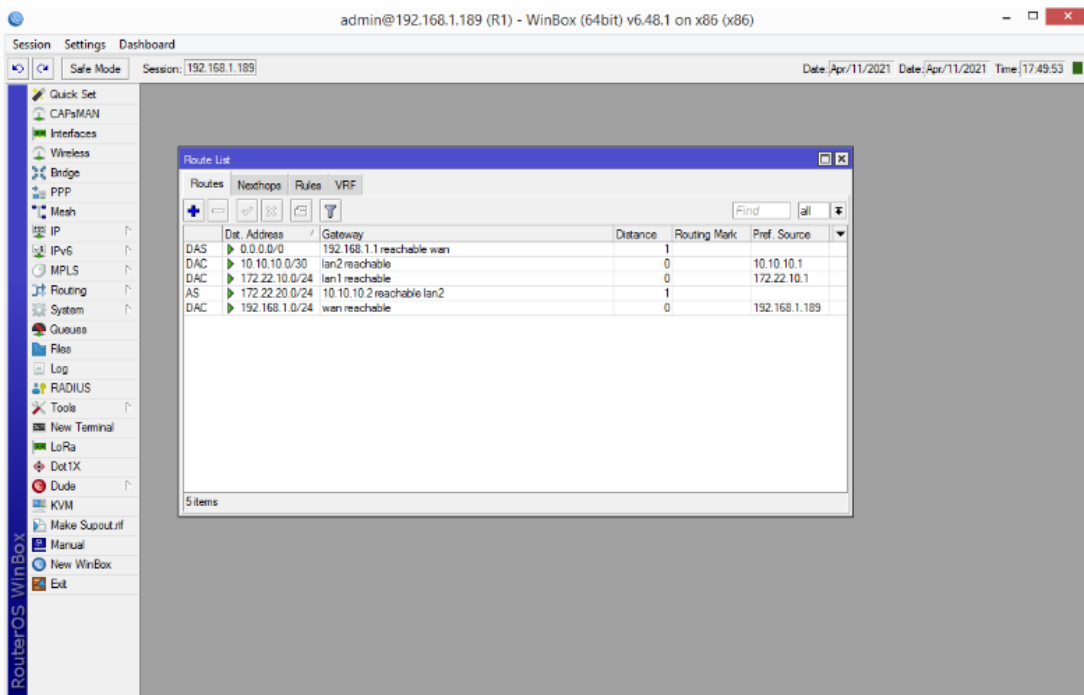 admin@192.168.1.189 (R1) - WinBox (64bit) v6.48.1 on x86 (x86)
Session Settings Dashboard
Safe Mode Session: 192.168.1.189 Date: Apr/11/2021 Date: Apr/11/2021 Time: 17:49:53
Quick Set
CAPsMAN
Interfaces
Wireless
Bridge
PPP
Mesh
IP
IPv6
MPLS
Routing
System
Queues
Files
Log
RADIUS
Tools
New Terminal
LoRa
Dot1X
Dude
KVM
Make Supout.rif
Manual
New WinBox
Exit
RouterOS WinBox
Route List
Routes Nexthops Rules VRF
Find all
Dst. Address / Gateway Distance Routing Mark Pref. Source
DAS 0.0.0.0/0 192.168.1.1 reachable wan 1
DAC 10.10.10.0/30 lan2 reachable 0 10.10.10.1
DAC 172.22.10.0/24 lan1 reachable 0 172.22.10.1
AS 172.22.20.0/24 10.10.10.2 reachable lan2 1
DAC 192.168.1.0/24 wan reachable 0 192.168.1.189
5 items